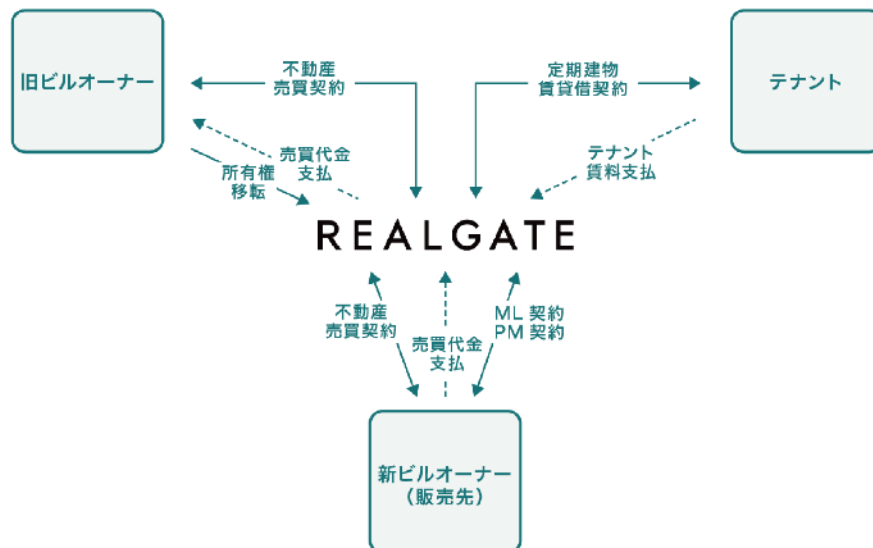 旧ビルオーナー
不動産
売買契約
定期建物
賃貸借契約
テナント
売買代金
支払
所有権
移転
テナント
賃料支払
REALGATE
不動産
売買契約
売買代金
支払
ML 契約
PM 契約
新ビルオーナー
（販売先）